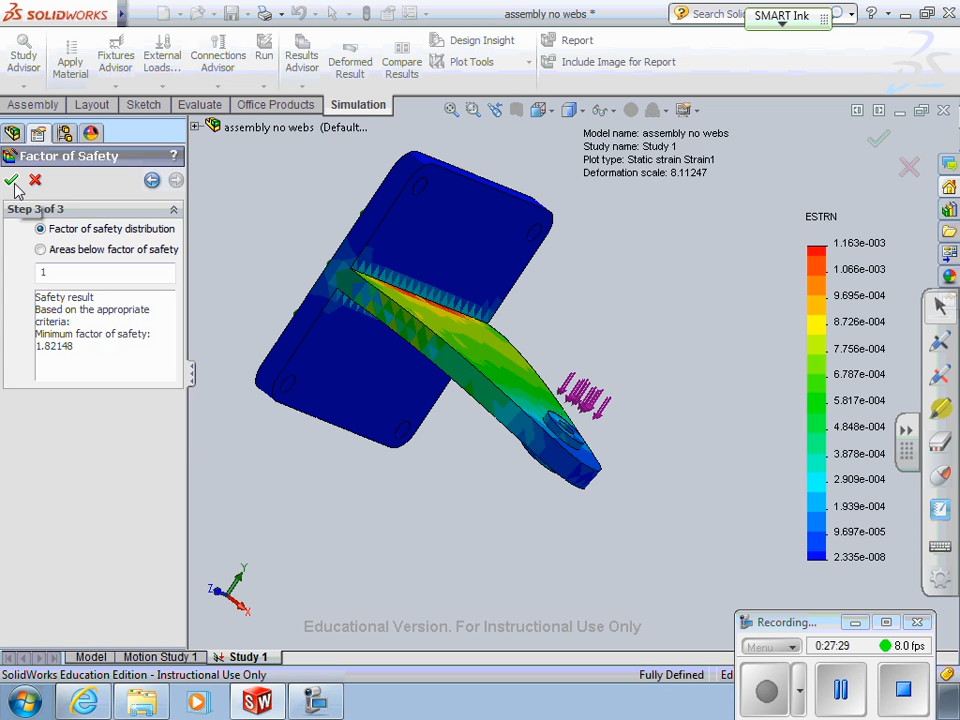 SOLIDWORKS
assembly no webs *
Search Soli
SMART Ink
Study
Advisor
Apply
Material
Fixtures
Advisor
External
Loads...
Connections
Advisor
Run
Results
Advisor
Deformed
Result
Compare
Results
Design Insight
Plot Tools
Report
Include Image for Report
Assembly
Layout
Sketch
Evaluate
Office Products
Simulation
Factor of Safety
?
Step 3 of 3
Factor of safety distribution
Areas below factor of safety
1
Safety result
Based on the appropriate
criteria:
Minimum factor of safety:
1.82148
assembly no webs (Default...
Model name: assembly no webs
Study name: Study 1
Plot type: Static strain Strain1
Deformation scale: 8.11247
ESTRN
1.163e-003
1.066e-003
9.695e-004
8.726e-004
7.756e-004
6.787e-004
5.817e-004
4.848e-004
3.878e-004
2.909e-004
1.939e-004
9.697e-005
2.335e-008
Y
Z
X
Educational Version. For Instructional Use Only
Model
Motion Study 1
Study 1
SolidWorks Education Edition - Instructional Use Only
Fully Defined
Ed
Recording...
Menu
0:27:29
8.0 fps